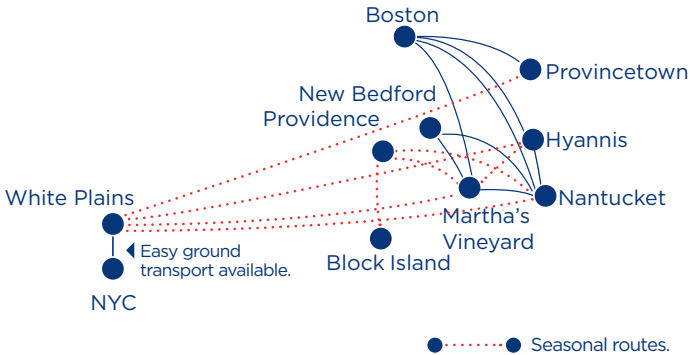 Boston
Provincetown
New Bedford
Providence
Hyannis
White Plains
Nantucket
Martha's
Vineyard
Easy ground
transport available.
Block Island
NYC
Seasonal routes.